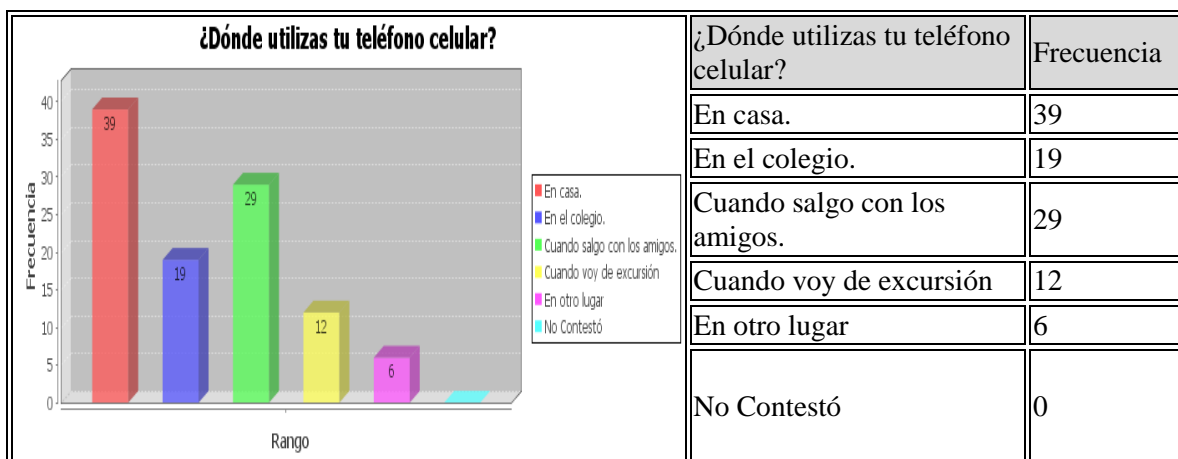 ¿Dónde utilizas tu teléfono celular?
40
35
30
25
20
15
10
5
0
Frecuencia
39
19
29
12
6
Rango
En casa.
En el colegio.
Cuando salgo con los amigos.
Cuando voy de excursión
En otro lugar
No Contestó
¿Dónde utilizas tu teléfono
celular?
Frecuencia
En casa.
39
En el colegio.
19
Cuando salgo con los
amigos.
29
Cuando voy de excursión
12
En otro lugar
6
No Contestó
0